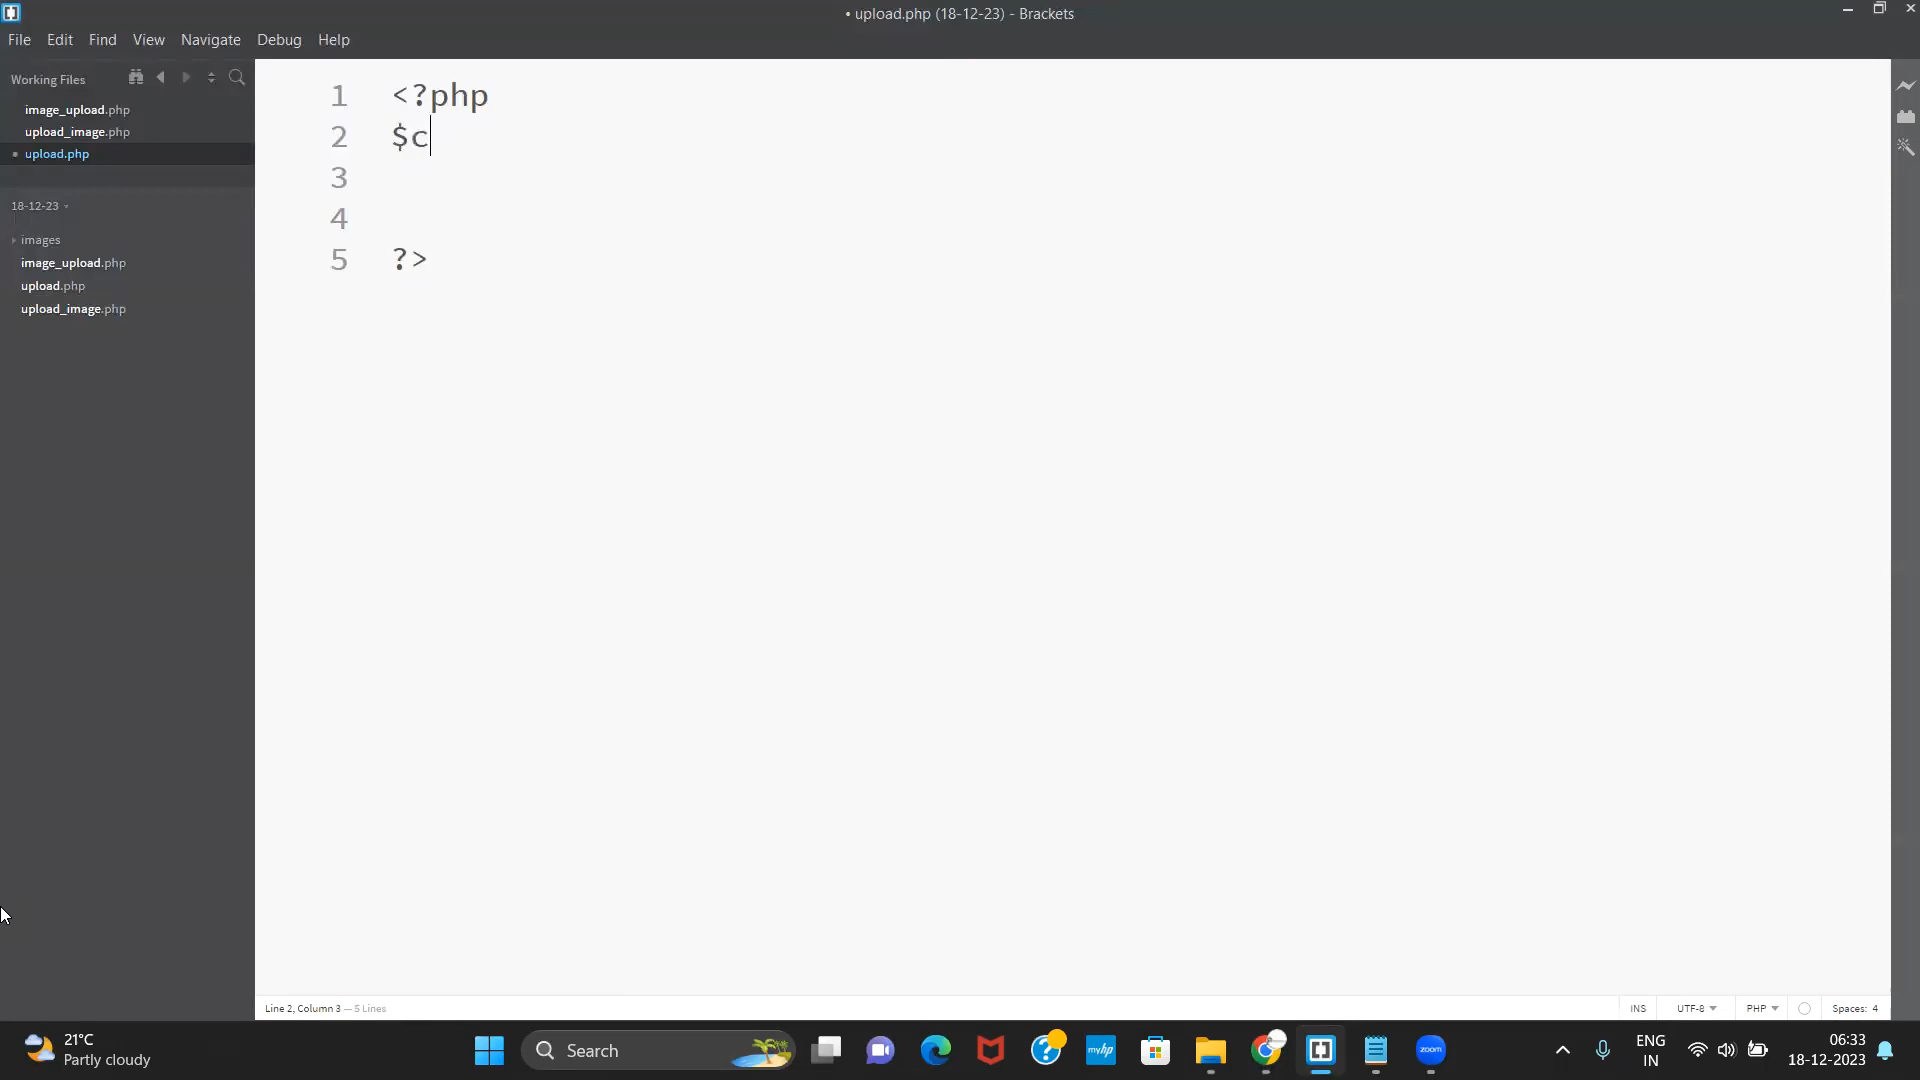 • upload.php (18-12-23) - Brackets
File Edit Find View Navigate Debug Help
Working Files
image_upload.php
upload_image.php
• upload.php
18-12-23
images
image_upload.php
upload.php
upload_image.php
1 <?php
2 $c
3
4
5 ?>
Line 2, Column 3 — 5 Lines
INS UTF-8 PHP Spaces: 4
21°C
Partly cloudy
Search
myhp
zoom
ENG
IN
06:33
18-12-2023